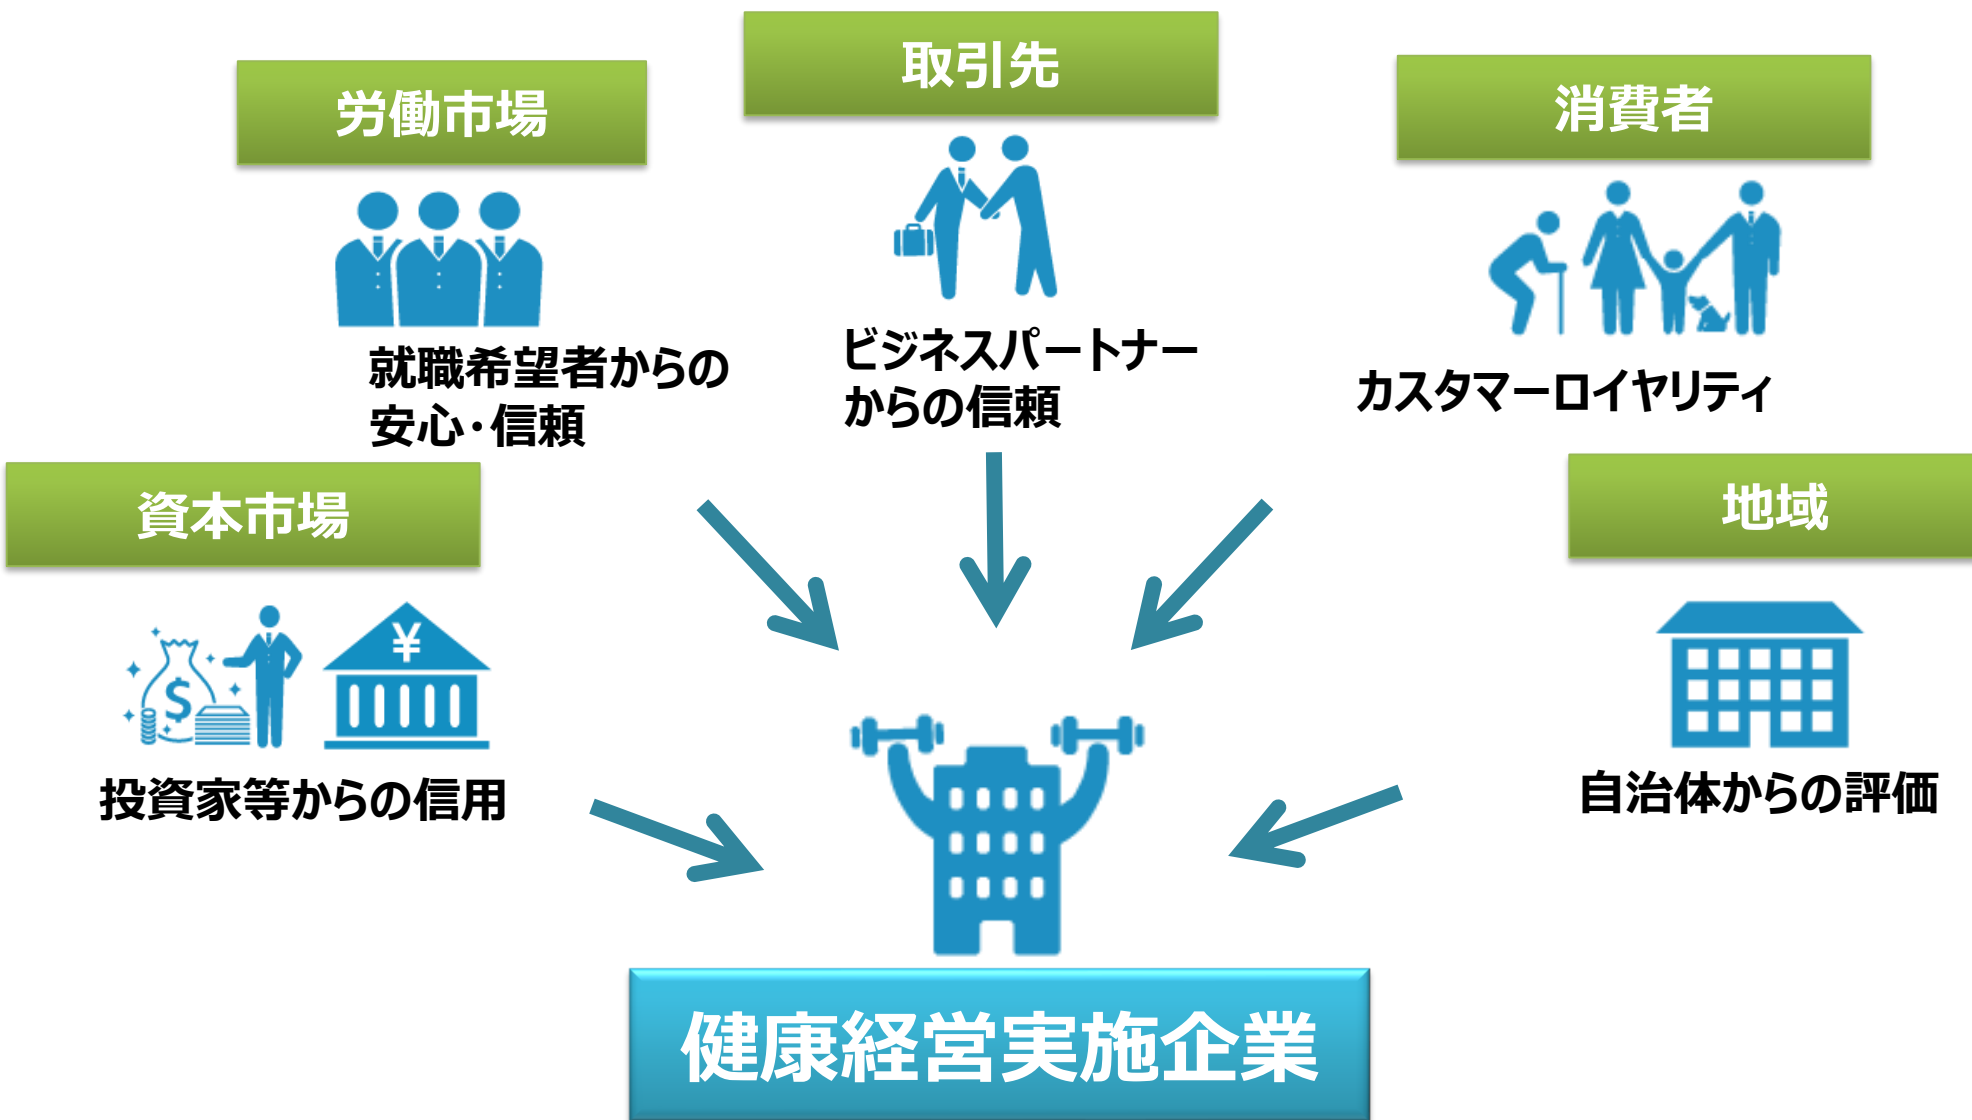 取引先
労働市場
消費者
ビジネスパートナー
からの信頼
就職希望者からの
安心・信頼
カスタマーロイヤリティ
資本市場
地域
¥
$
投資家等からの信用
自治体からの評価
健康経営実施企業